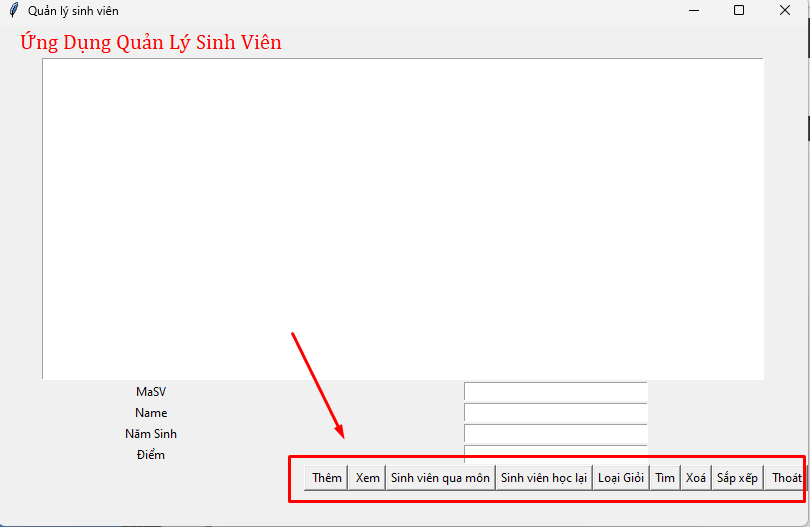 Quản lý sinh viên
Ứng Dụng Quản Lý Sinh Viên
MaSV
Name
Năm Sinh
Điểm
Thêm Xem Sinh viên qua môn Sinh viên học lại Loại Giỏi Tìm Xoá Sắp xếp Thoát